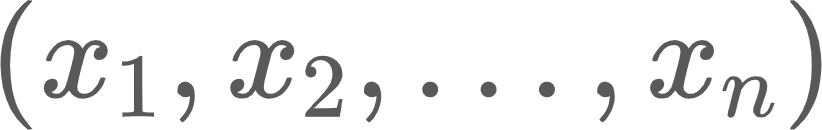 (x₁, x₂, . . . , xₙ)